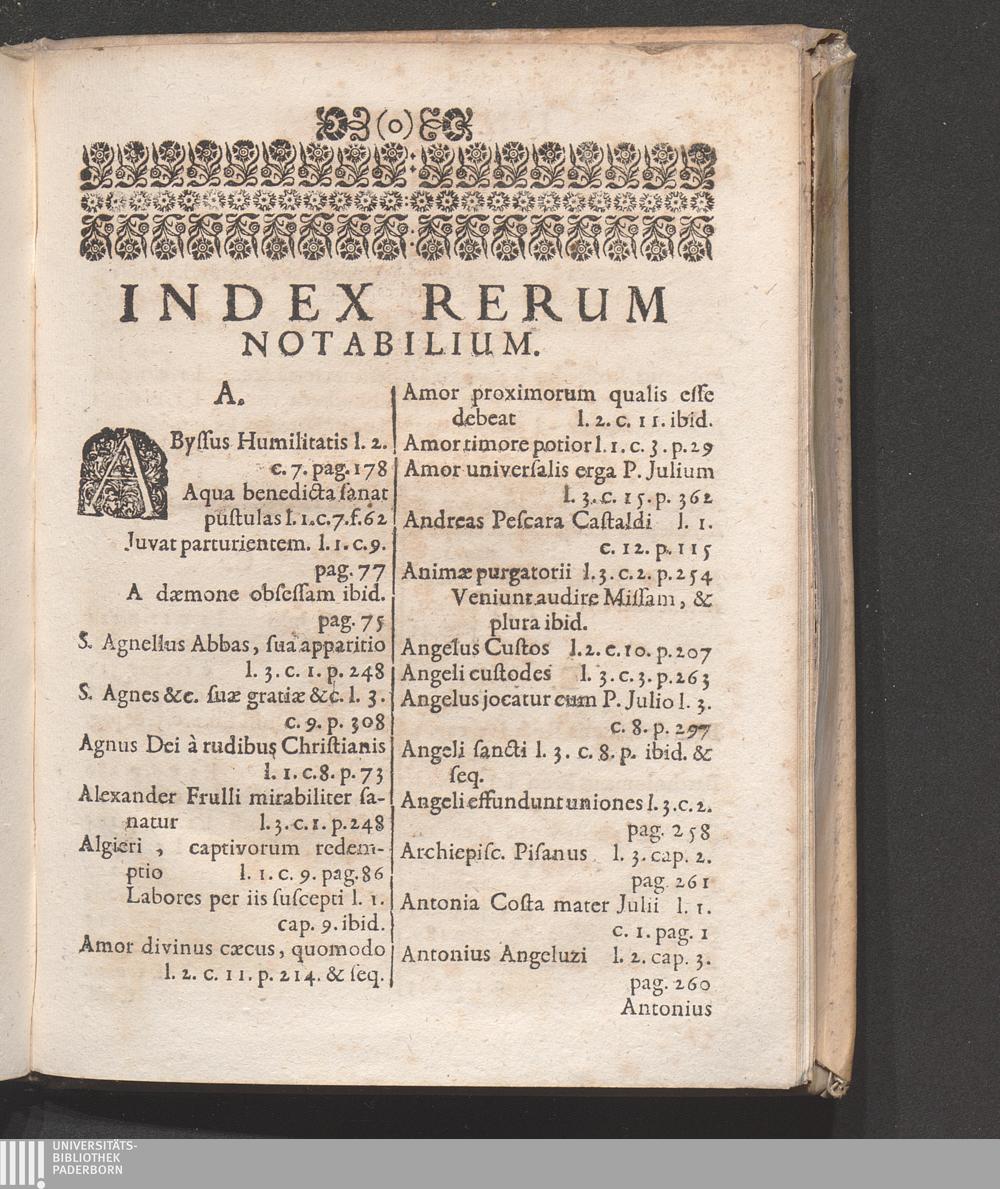 (o)
INDEX RERUM
NOTABILIUM.
A.
AByſſus Humilitatis l. 2.
c. 7. pag. 178
Aqua benedicta ſanat
puſtulas l. 1. c. 7. f. 62
Juvat parturientem. l. 1. c. 9.
pag. 77
A dæmone obſeſſam ibid.
pag. 75
S. Agnellus Abbas, ſua apparitio
l. 3. c. 1. p. 248
S. Agnes &c. ſuæ gratiæ &c. l. 3.
c. 9. p. 308
Agnus Dei à rudibus Chriſtianis
l. 1. c. 8. p. 73
Alexander Frulli mirabiliter ſa-
natur l. 3. c. 1. p. 248
Algieri , captivorum redem-
ptio l. 1. c. 9. pag. 86
Labores per iis ſuſcepti l. 1.
cap. 9. ibid.
Amor divinus cæcus, quomodo
l. 2. c. 11. p. 214. & ſeq.
Amor proximorum qualis eſſe
debeat l. 2. c. 11. ibid.
Amor timore potior l. 1. c. 3. p. 29
Amor univerſalis erga P. Julium
l. 3. c. 15. p. 362
Andreas Peſcara Caſtaldi l. 1.
c. 12. p. 115
Animæ purgatorii l. 3. c. 2. p. 254
Veniunt audire Miſſam, &
plura ibid.
Angelus Cuſtos l. 2. c. 10. p. 207
Angeli cuſtodes l. 3. c. 3. p. 263
Angelus jocatur cum P. Julio l. 3.
c. 8. p. 297
Angeli ſancti l. 3. c. 8. p. ibid. &
ſeq.
Angeli effundunt uniones l. 3. c. 2.
pag. 258
Archiepiſc. Piſanus l. 3. cap. 2.
pag. 261
Antonia Coſta mater Julii l. 1.
c. 1. pag. 1
Antonius Angeluzi l. 2. cap. 3.
pag. 260
Antonius
UNIVERSITÄTS-
BIBLIOTHEK
PADERBORN